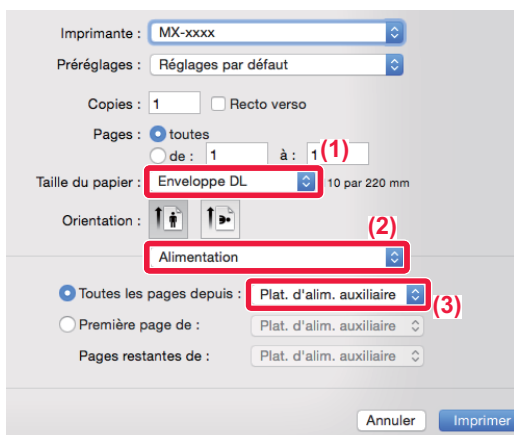 Imprimante : MX-xxxx
Préréglages : Réglages par défaut
Copies : 1 Recto verso
Pages : toutes
de : 1 à : 1 (1)
Taille du papier : Enveloppe DL 10 par 220 mm
Orientation :
(2)
Alimentation
Toutes les pages depuis : Plat. d'alim. auxiliaire
(3)
Première page de : Plat. d'alim. auxiliaire
Pages restantes de : Plat. d'alim. auxiliaire
Annuler Imprimer